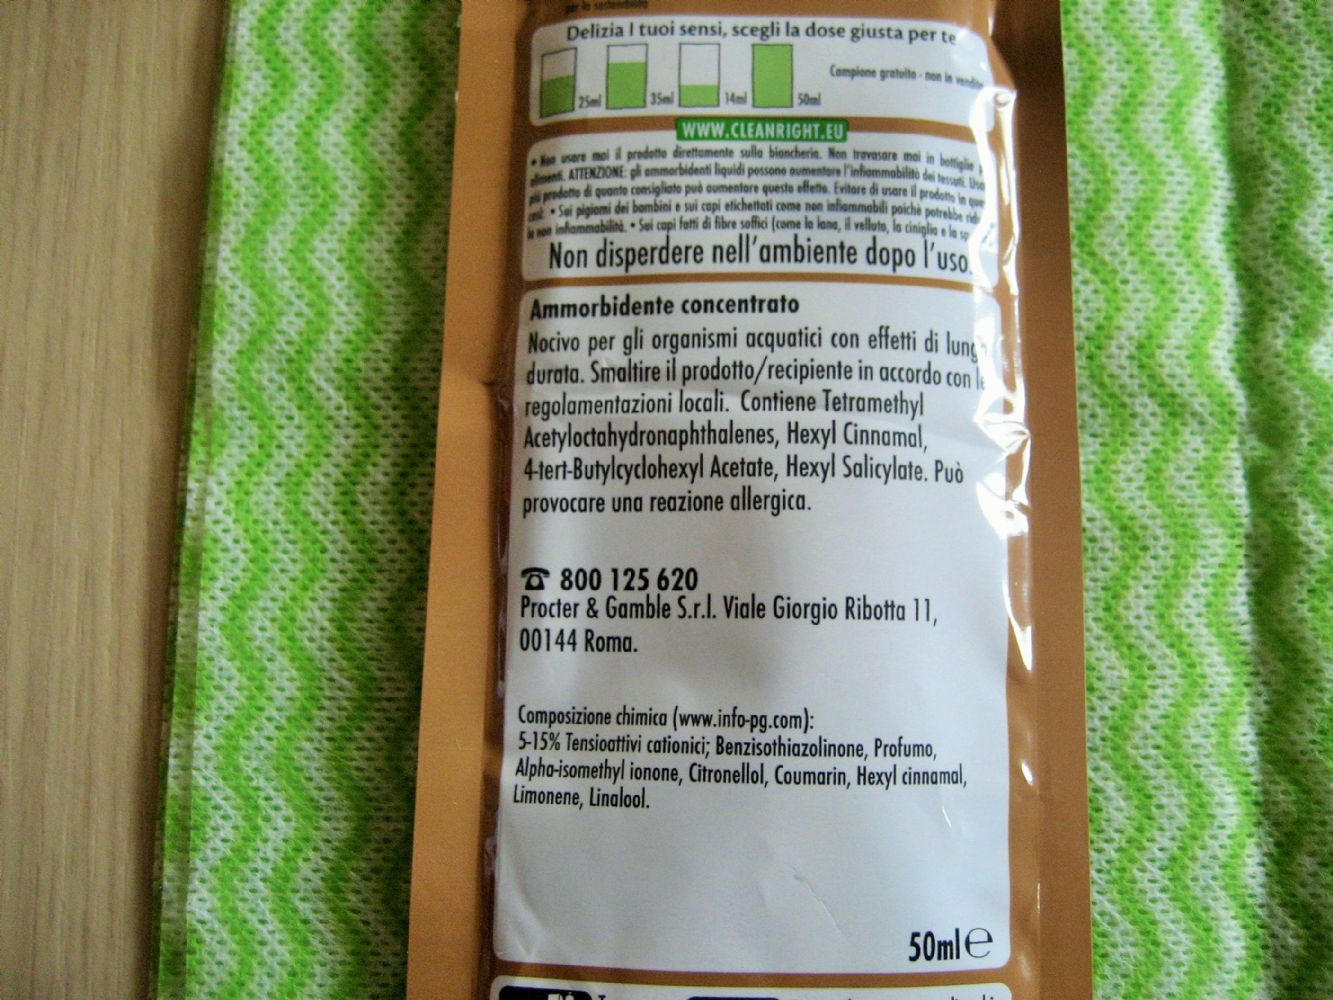 per la sostenibilità
Delizia I tuoi sensi, scegli la dose giusta per te
25ml 35ml 14ml 50ml
Campione gratuito - non in vendita
WWW.CLEANRIGHT.EU
• Non usare mai il prodotto direttamente sulla biancheria. Non travasare mai in bottiglie
alimenti. ATTENZIONE: gli ammorbidenti liquidi possono aumentare l'infiammabilità dei tessuti. Usa
più prodotto di quanto consigliato può aumentare questo effetto. Evitare di usare il prodotto in
casi: • Sui pigiami dei bambini e sui capi etichettati come non infiammabili poichè potrebbe
la non infiammabilità. • Sui capi fatti di fibre soffici (come la lana, il velluto, la ciniglia e la
Non disperdere nell'ambiente dopo l'uso.
Ammorbidente concentrato
Nocivo per gli organismi acquatici con effetti di lunga
durata. Smaltire il prodotto/recipiente in accordo con le
regolamentazioni locali. Contiene Tetramethyl
Acetyloctahydronaphthalenes, Hexyl Cinnamal,
4-tert-Butylcyclohexyl Acetate, Hexyl Salicylate. Può
provocare una reazione allergica.
☎ 800 125 620
Procter & Gamble S.r.l. Viale Giorgio Ribotta 11,
00144 Roma.
Composizione chimica (www.info-pg.com):
5-15% Tensioattivi cationici; Benzisothiazolinone, Profumo,
Alpha-isomethyl ionone, Citronellol, Coumarin, Hexyl cinnamal,
Limonene, Linalool.
50ml ℮